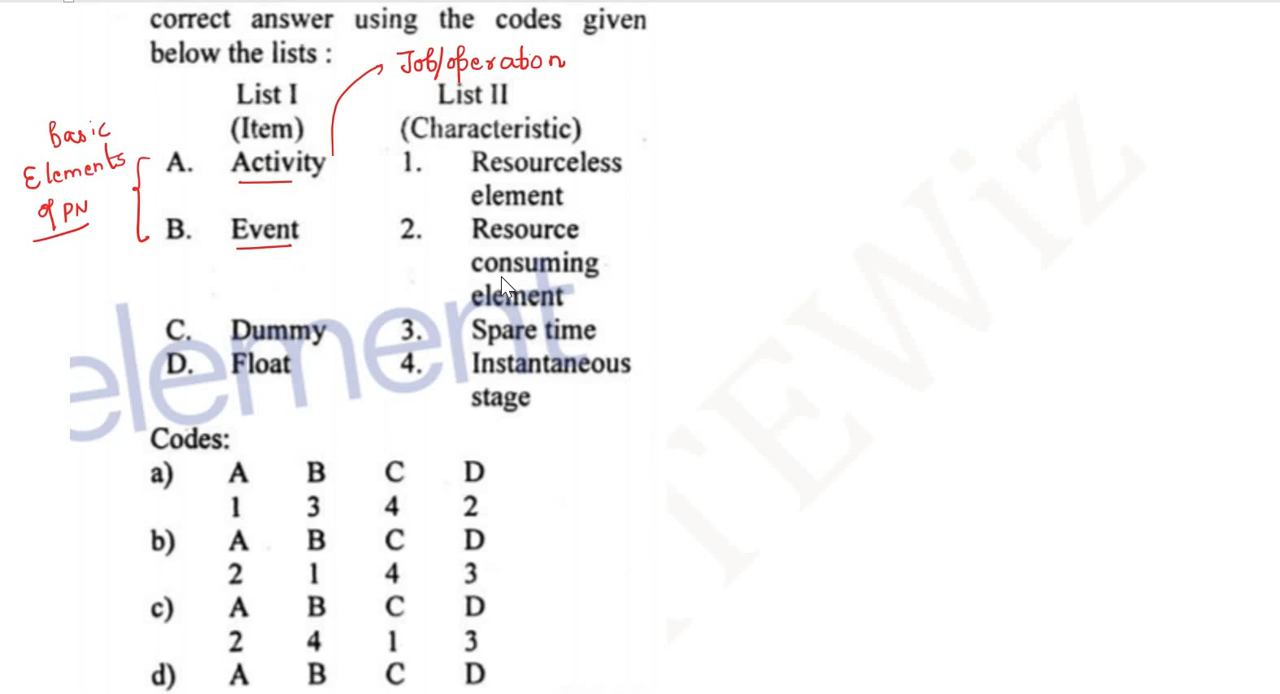 correct answer using the codes given
below the lists :
Job/operation
List I List II
(Item) (Characteristic)
Basic
Elements
of PN
A. Activity 1. Resourceless
element
B. Event 2. Resource
consuming
element
C. Dummy 3. Spare time
D. Float 4. Instantaneous
stage
element
Codes:
a) A B C D
1 3 4 2
b) A B C D
2 1 4 3
c) A B C D
2 4 1 3
d) A B C D